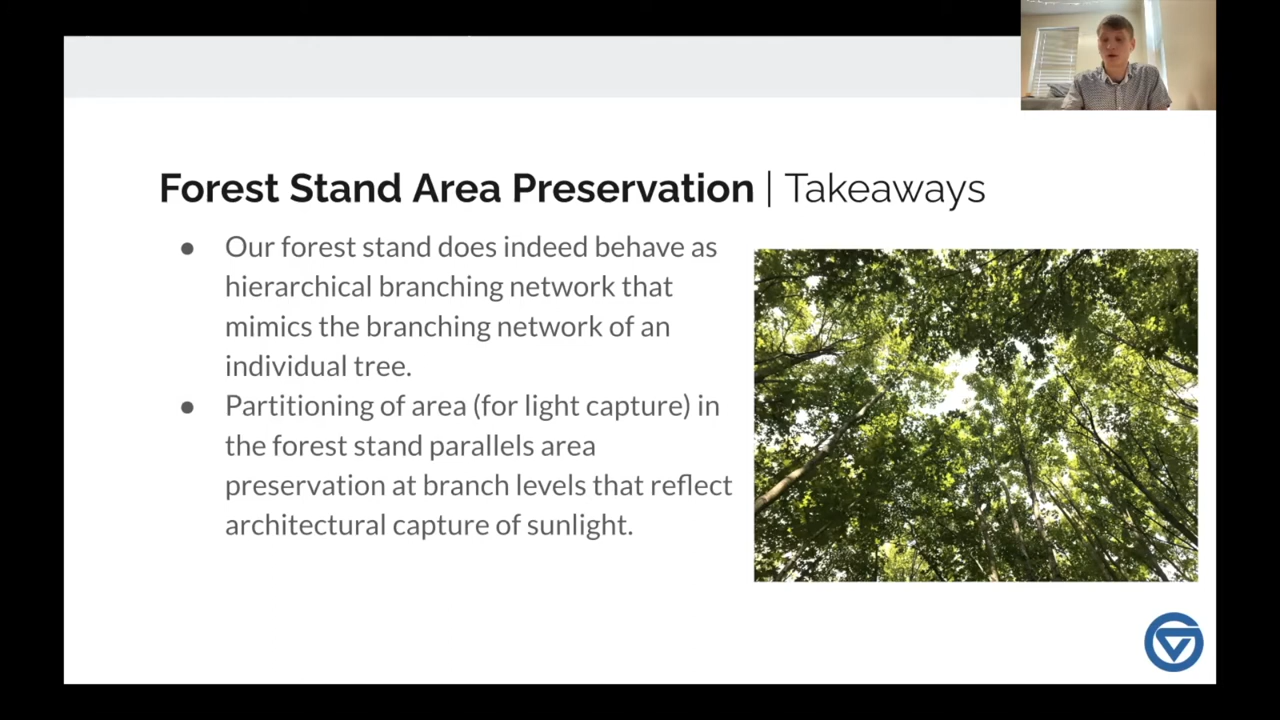 Forest Stand Area Preservation | Takeaways
● Our forest stand does indeed behave as
hierarchical branching network that
mimics the branching network of an
individual tree.
● Partitioning of area (for light capture) in
the forest stand parallels area
preservation at branch levels that reflect
architectural capture of sunlight.